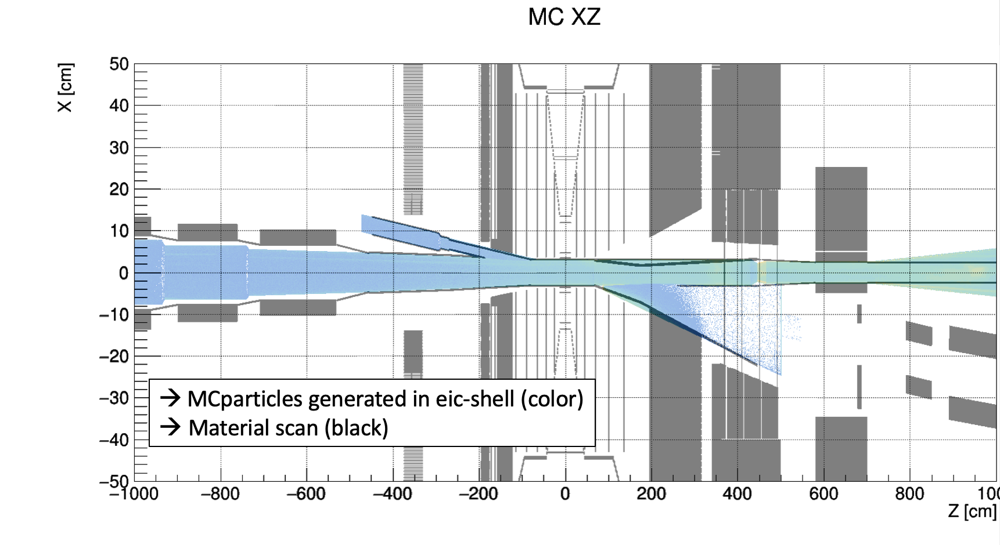 MC XZ
X [cm]
50
40
30
20
10
0
−10
−20
−30
−40
−50
→ MCparticles generated in eic-shell (color)
→ Material scan (black)
−1000 −800 −600 −400 −200 0 200 400 600 800 100
Z [cm]